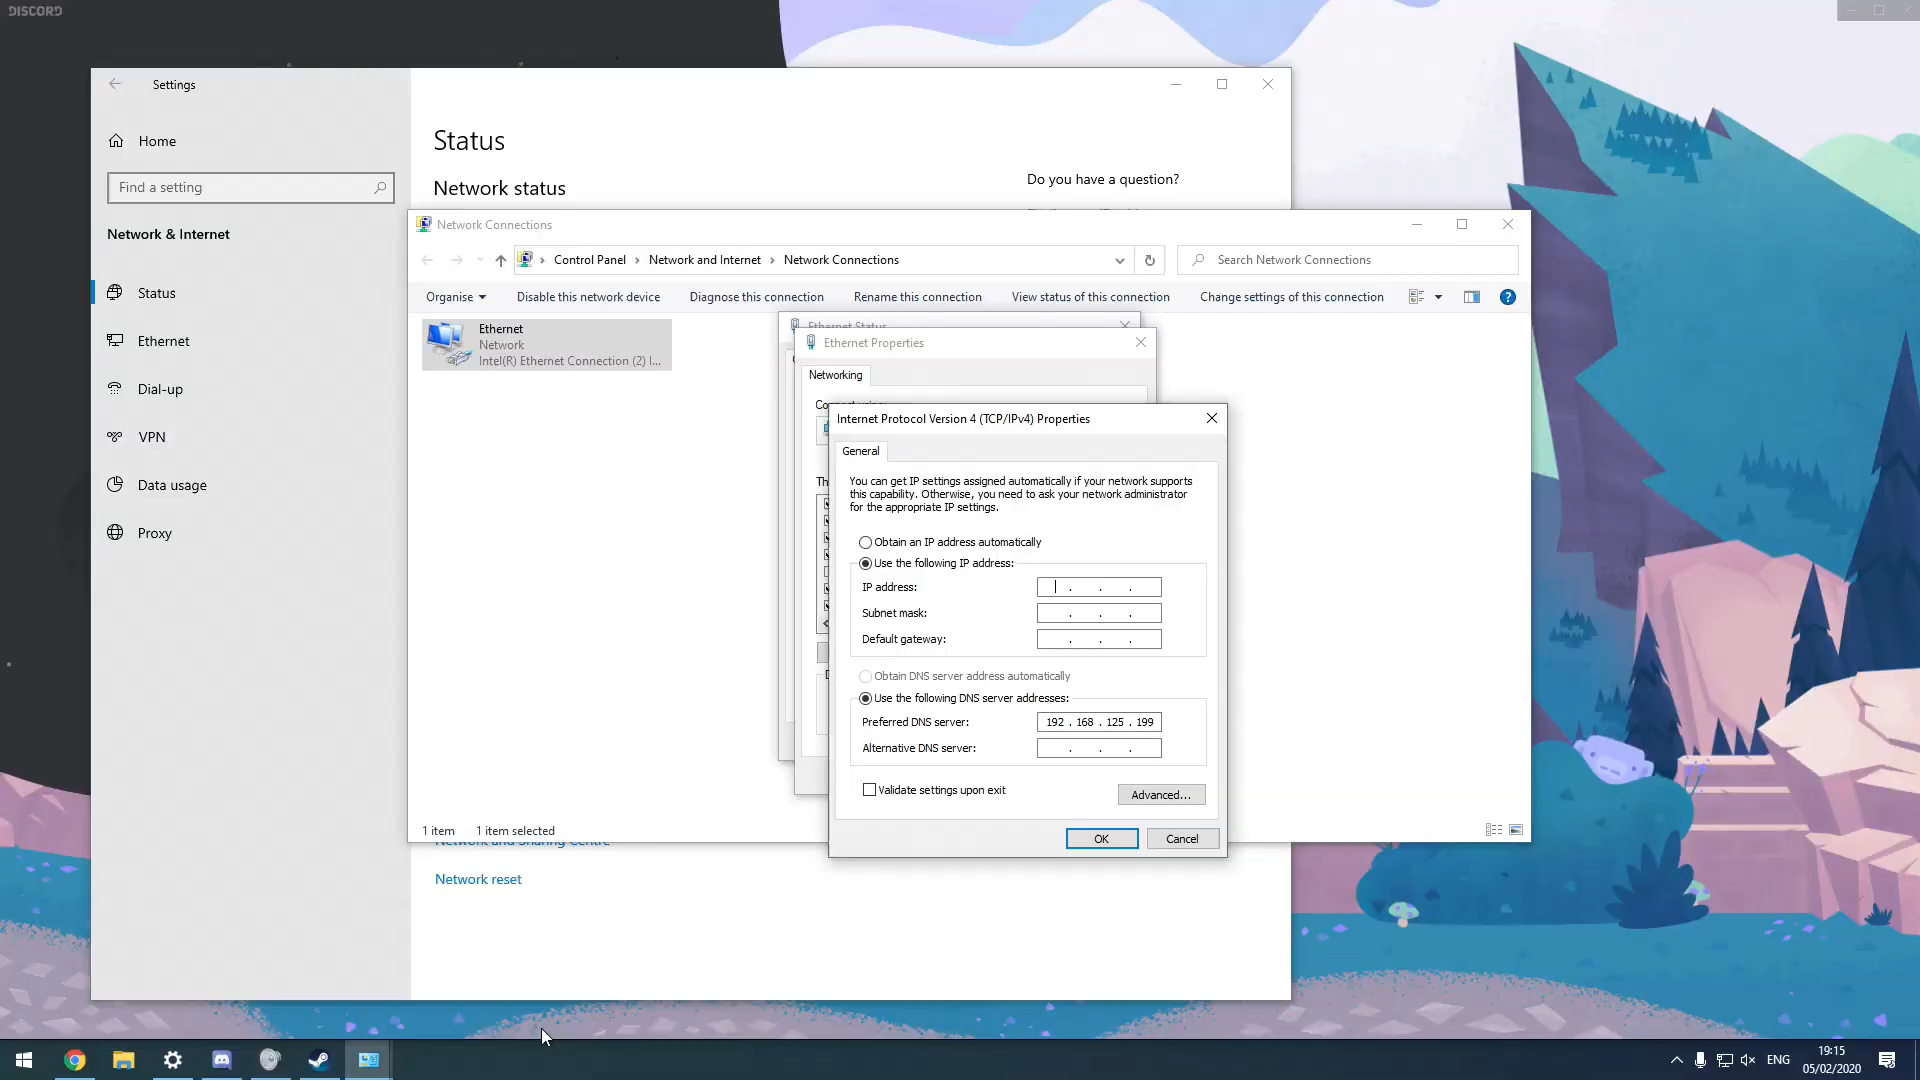 DISCORD
Settings
Home
Find a setting
Network & Internet
Status
Ethernet
Dial-up
VPN
Data usage
Proxy
Status
Network status
Do you have a question?
Network Connections
Control Panel
Network and Internet
Network Connections
Search Network Connections
Organise
Disable this network device
Diagnose this connection
Rename this connection
View status of this connection
Change settings of this connection
Ethernet
Network
Intel(R) Ethernet Connection (2) I...
Ethernet Status
Ethernet Properties
Networking
Internet Protocol Version 4 (TCP/IPv4) Properties
General
You can get IP settings assigned automatically if your network supports
this capability. Otherwise, you need to ask your network administrator
for the appropriate IP settings.
Obtain an IP address automatically
Use the following IP address:
IP address: . . .
Subnet mask: . . .
Default gateway: . . .
Obtain DNS server address automatically
Use the following DNS server addresses:
Preferred DNS server: 192 . 168 . 125 . 199
Alternative DNS server: . . .
Validate settings upon exit
Advanced...
OK
Cancel
1 item
1 item selected
Network and Sharing Centre
Network reset
ENG
19:15
05/02/2020